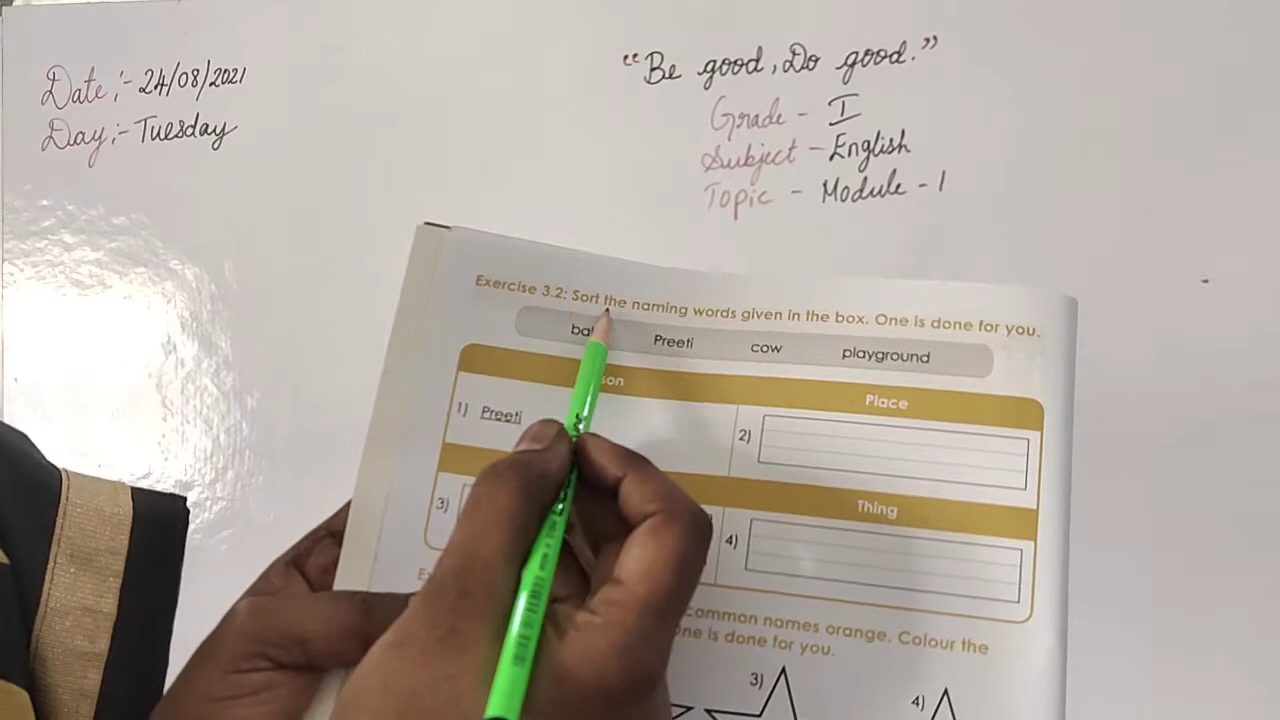 Date :- 24/08/2021
Day :- Tuesday
“Be good, Do good.”
Grade - I
Subject - English
Topic - Module - 1
Exercise 3.2: Sort the naming words given in the box. One is done for you.
Preeti cow playground
Place
1) Preeti
2)
Thing
3)
4)
common names orange. Colour the
one is done for you.
3)
4)